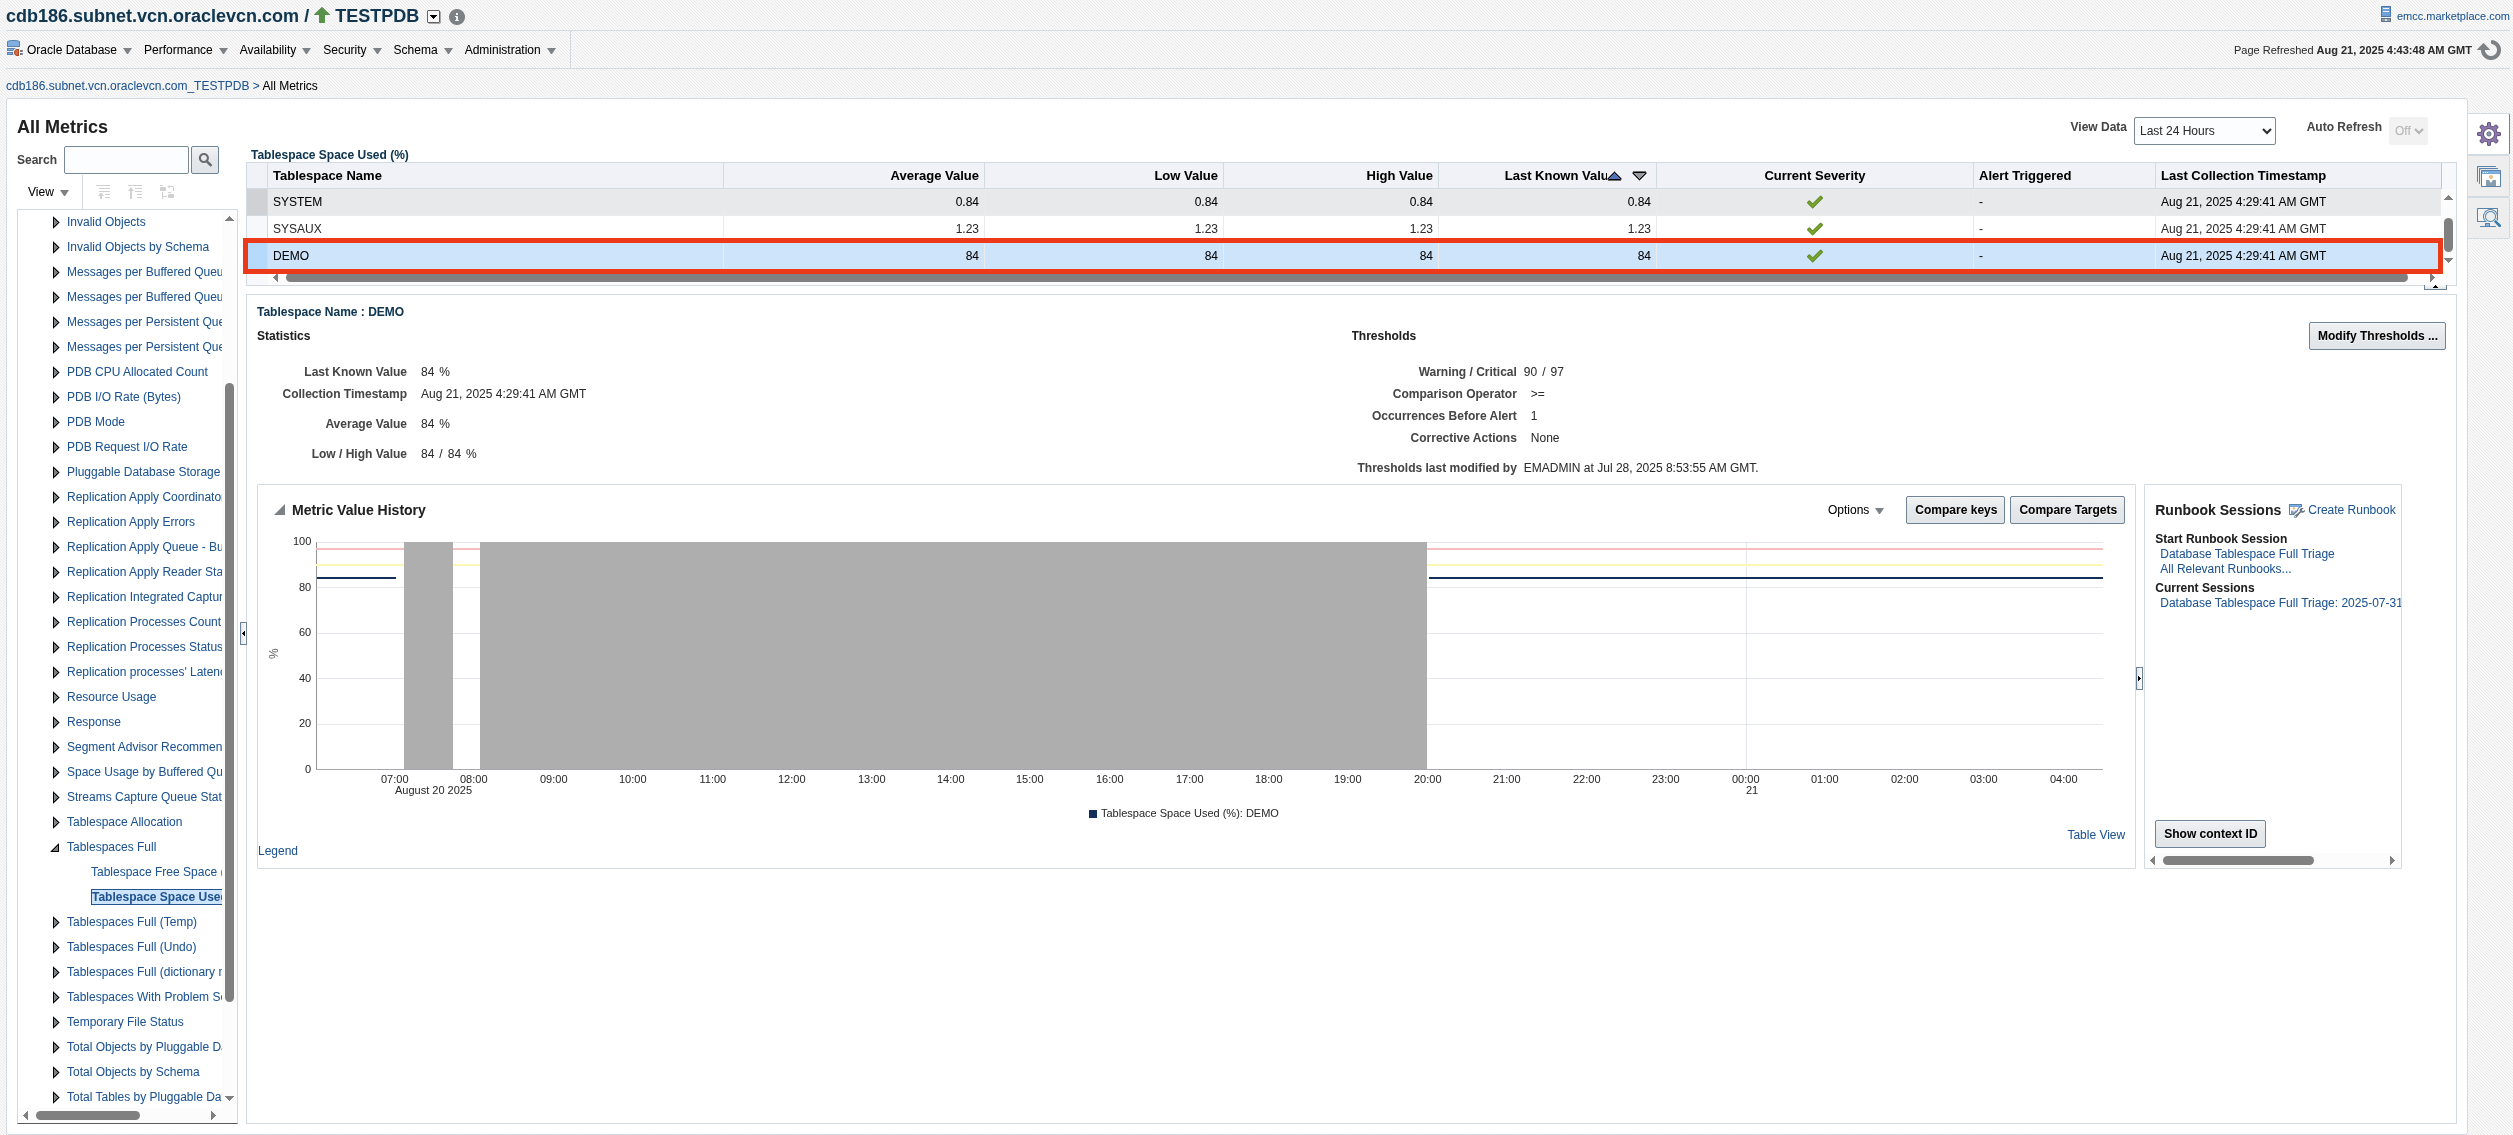 cdb186.subnet.vcn.oraclevcn.com / TESTPDB
emcc.marketplace.com
Oracle Database Performance Availability Security Schema Administration
Page Refreshed Aug 21, 2025 4:43:48 AM GMT
cdb186.subnet.vcn.oraclevcn.com_TESTPDB > All Metrics
All Metrics
View Data Last 24 Hours Auto Refresh Off
Search
View
Invalid Objects
Invalid Objects by Schema
Messages per Buffered Queu
Messages per Buffered Queu
Messages per Persistent Que
Messages per Persistent Que
PDB CPU Allocated Count
PDB I/O Rate (Bytes)
PDB Mode
PDB Request I/O Rate
Pluggable Database Storage
Replication Apply Coordinato
Replication Apply Errors
Replication Apply Queue - Bu
Replication Apply Reader Sta
Replication Integrated Captur
Replication Processes Count
Replication Processes Status
Replication processes' Latenc
Resource Usage
Response
Segment Advisor Recommen
Space Usage by Buffered Qu
Streams Capture Queue Stat
Tablespace Allocation
Tablespaces Full
Tablespace Free Space (
Tablespace Space Used
Tablespaces Full (Temp)
Tablespaces Full (Undo)
Tablespaces Full (dictionary m
Tablespaces With Problem Se
Temporary File Status
Total Objects by Pluggable D
Total Objects by Schema
Total Tables by Pluggable Da
Tablespace Space Used (%)
Tablespace Name Average Value Low Value High Value Last Known Valu Current Severity Alert Triggered Last Collection Timestamp
SYSTEM 0.84 0.84 0.84 0.84 - Aug 21, 2025 4:29:41 AM GMT
SYSAUX 1.23 1.23 1.23 1.23 - Aug 21, 2025 4:29:41 AM GMT
DEMO 84 84 84 84 - Aug 21, 2025 4:29:41 AM GMT
Tablespace Name : DEMO
Statistics
Last Known Value 84 %
Collection Timestamp Aug 21, 2025 4:29:41 AM GMT
Average Value 84 %
Low / High Value 84 / 84 %
Thresholds
Modify Thresholds ...
Warning / Critical 90 / 97
Comparison Operator >=
Occurrences Before Alert 1
Corrective Actions None
Thresholds last modified by EMADMIN at Jul 28, 2025 8:53:55 AM GMT.
Metric Value History
Options Compare keys Compare Targets
100
80
60
40
20
0
%
07:00 08:00 09:00 10:00 11:00 12:00 13:00 14:00 15:00 16:00 17:00 18:00 19:00 20:00 21:00 22:00 23:00 00:00 01:00 02:00 03:00 04:00
August 20 2025 21
Tablespace Space Used (%): DEMO
Table View
Legend
Runbook Sessions Create Runbook
Start Runbook Session
Database Tablespace Full Triage
All Relevant Runbooks...
Current Sessions
Database Tablespace Full Triage: 2025-07-31
Show context ID